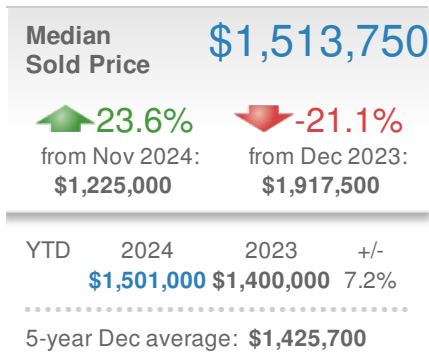 Median $1,513,750
Sold Price
23.6% -21.1%
from Nov 2024: from Dec 2023:
$1,225,000 $1,917,500
YTD 2024 2023 +/-
$1,501,000 $1,400,000 7.2%
5-year Dec average: $1,425,700